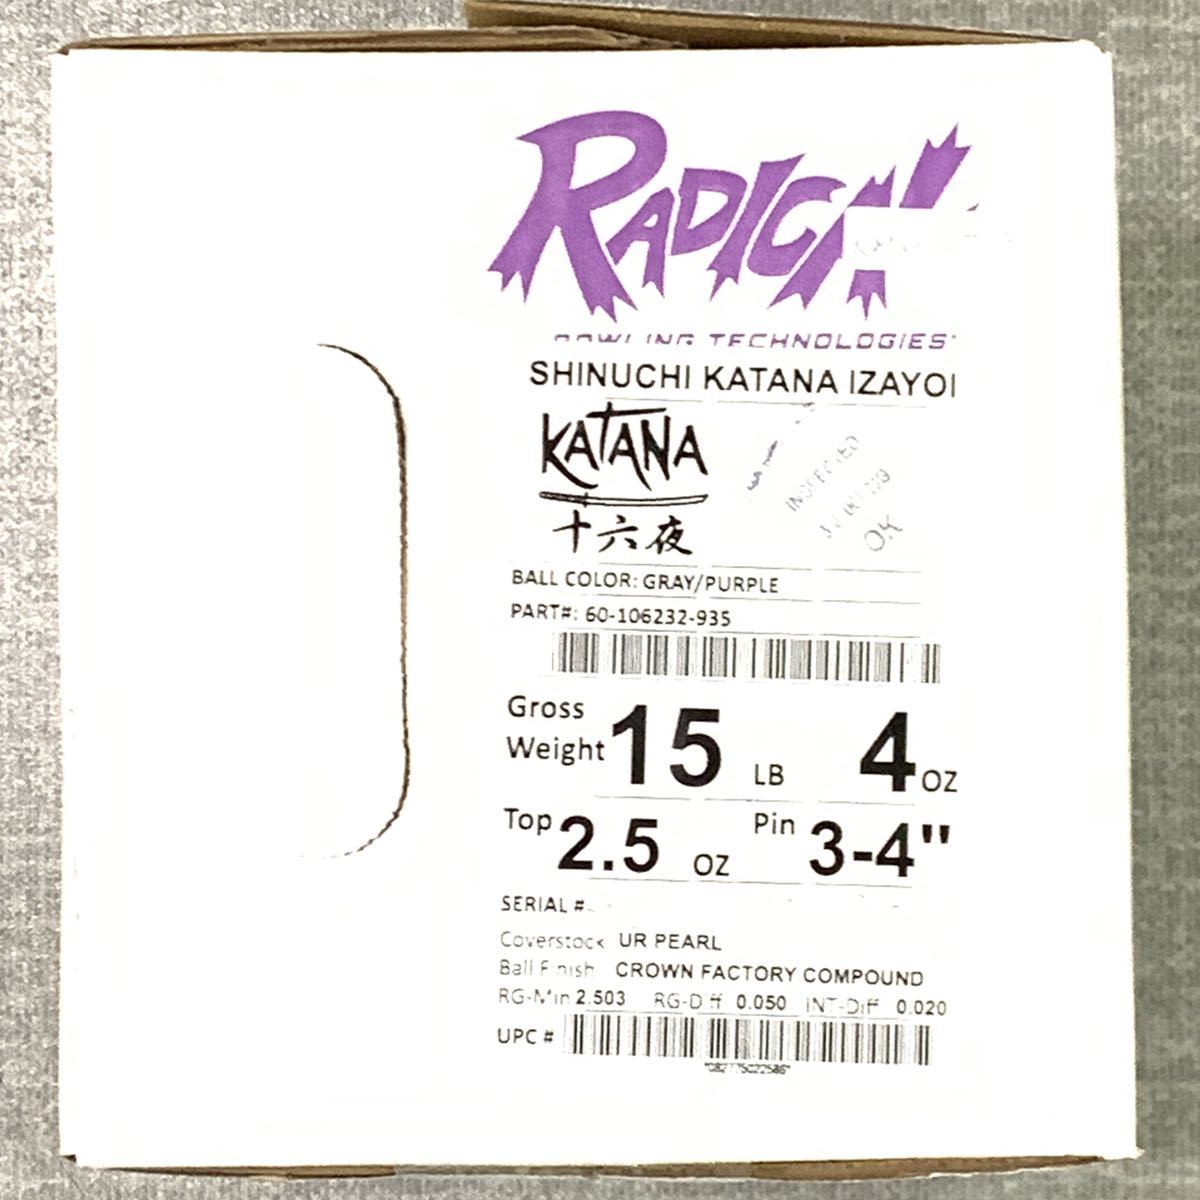 RADICAL
BOWLING TECHNOLOGIES
SHINUCHI KATANA IZAYOI
KATANA
十六夜
INSPECTED
OK
BALL COLOR: GRAY/PURPLE
PART#: 60-106232-935
Gross Weight 15 LB 4 OZ
Top 2.5 OZ Pin 3-4"
SERIAL #
Coverstock UR PEARL
Ball Finish CROWN FACTORY COMPOUND
RG-Min 2.503 RG-Diff 0.050 INT-Diff 0.020
UPC #